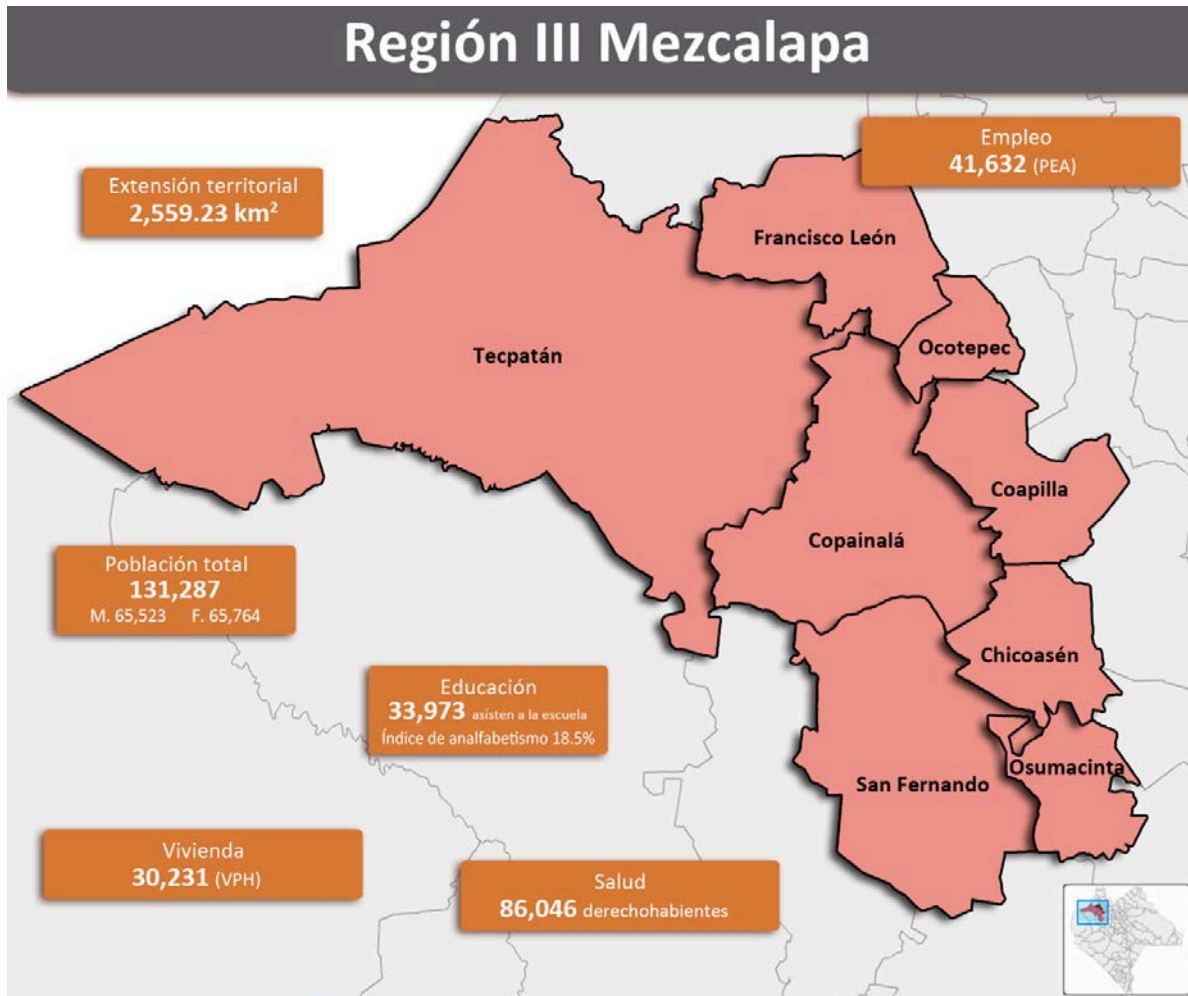 Región III Mezcalapa
Empleo
41,632 (PEA)
Extensión territorial
2,559.23 km²
Francisco León
Ocotepec
Tecpatán
Coapilla
Copainalá
Población total
131,287
M. 65,523 F. 65,764
Chicoasén
Educación
33,973 asisten a la escuela
Índice de analfabetismo 18.5%
Osumacinta
San Fernando
Vivienda
30,231 (VPH)
Salud
86,046 derechohabientes